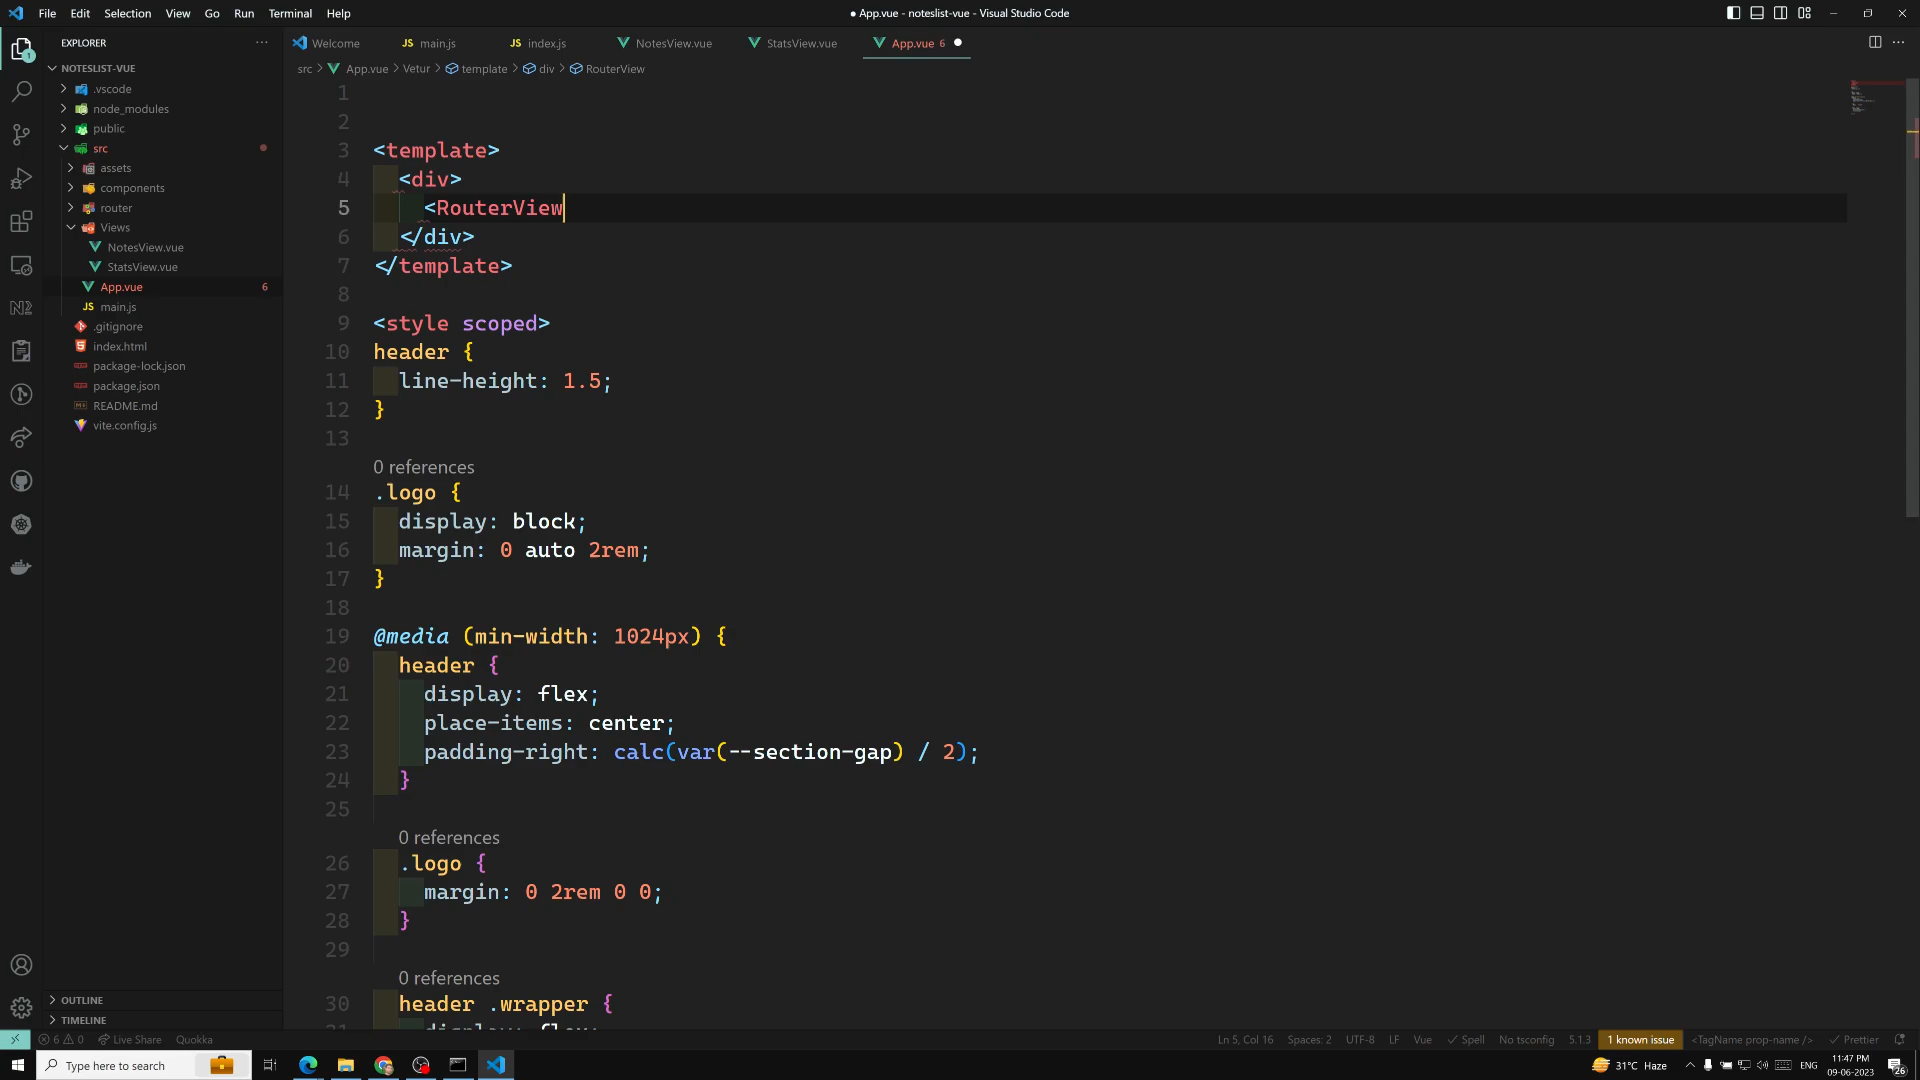 File Edit Selection View Go Run Terminal Help
● App.vue - noteslist-vue - Visual Studio Code
EXPLORER
NOTESLIST-VUE
.vscode
node_modules
public
src
assets
components
router
Views
NotesView.vue
StatsView.vue
App.vue 6
JS main.js
.gitignore
index.html
package-lock.json
package.json
README.md
vite.config.js
OUTLINE
TIMELINE
Welcome
JS main.js
JS index.js
NotesView.vue
StatsView.vue
App.vue 6
src > App.vue > Vetur > template > div > RouterView
1
2
3 <template>
4 <div>
5 <RouterView
6 </div>
7 </template>
8
9 <style scoped>
10 header {
11 line-height: 1.5;
12 }
13
0 references
14 .logo {
15 display: block;
16 margin: 0 auto 2rem;
17 }
18
19 @media (min-width: 1024px) {
20 header {
21 display: flex;
22 place-items: center;
23 padding-right: calc(var(--section-gap) / 2);
24 }
25
0 references
26 .logo {
27 margin: 0 2rem 0 0;
28 }
29
0 references
30 header .wrapper {
31 display: flex;
6 0 Live Share Quokka
Ln 5, Col 16 Spaces: 2 UTF-8 LF Vue Spell No tsconfig 5.1.3 1 known issue <TagName prop-name /> Prettier
Type here to search
31°C Haze
ENG
11:47 PM
09-06-2023
26